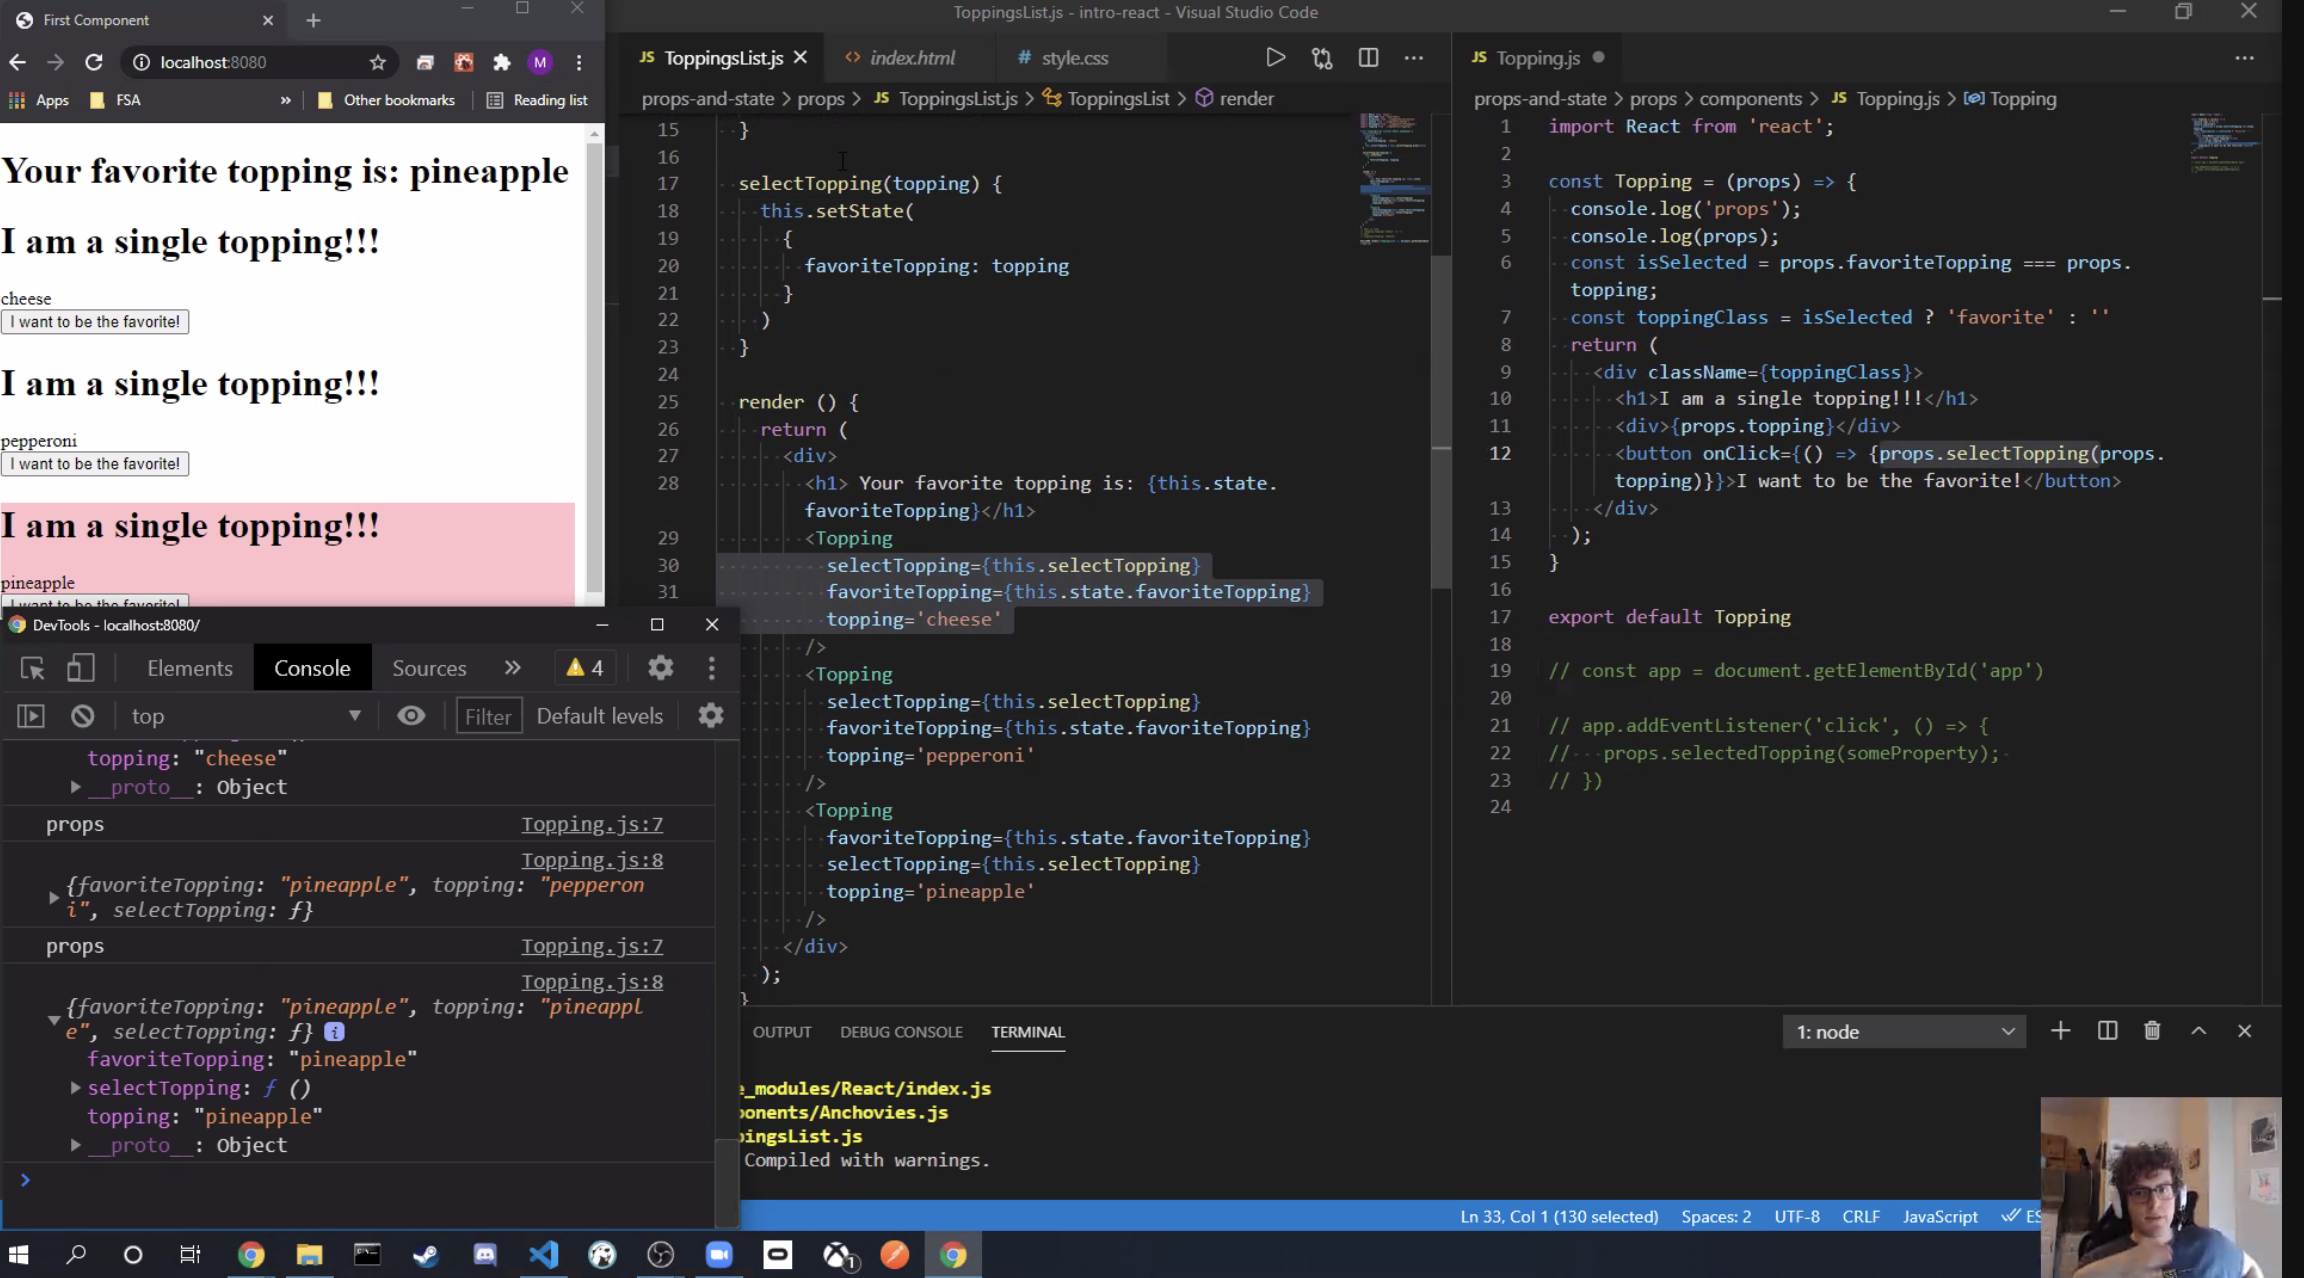 First Component
localhost:8080
Apps
FSA
»
Other bookmarks
Reading list
M
Your favorite topping is: pineapple
I am a single topping!!!
cheese
I want to be the favorite!
I am a single topping!!!
pepperoni
I want to be the favorite!
I am a single topping!!!
pineapple
I want to be the favorite!
DevTools - localhost:8080/
Elements
Console
Sources
»
4
top
Filter
Default levels
topping: "cheese"
__proto__: Object
props
Topping.js:7
Topping.js:8
{favoriteTopping: "pineapple", topping: "pepperon
i", selectTopping: ƒ}
props
Topping.js:7
Topping.js:8
{favoriteTopping: "pineapple", topping: "pineappl
e", selectTopping: ƒ}
favoriteTopping: "pineapple"
selectTopping: ƒ ()
topping: "pineapple"
__proto__: Object
ToppingsList.js - intro-react - Visual Studio Code
JS ToppingsList.js
<> index.html
# style.css
props-and-state > props > JS ToppingsList.js > ToppingsList > render
15 }
16
17 selectTopping(topping) {
18 this.setState(
19 {
20 favoriteTopping: topping
21 }
22 )
23 }
24
25 render () {
26 return (
27 <div>
28 <h1> Your favorite topping is: {this.state.
favoriteTopping}</h1>
29 <Topping
30 selectTopping={this.selectTopping}
31 favoriteTopping={this.state.favoriteTopping}
topping='cheese'
/>
<Topping
selectTopping={this.selectTopping}
favoriteTopping={this.state.favoriteTopping}
topping='pepperoni'
/>
<Topping
favoriteTopping={this.state.favoriteTopping}
selectTopping={this.selectTopping}
topping='pineapple'
/>
</div>
);
}
JS Topping.js
props-and-state > props > components > JS Topping.js > Topping
1 import React from 'react';
2
3 const Topping = (props) => {
4 console.log('props');
5 console.log(props);
6 const isSelected = props.favoriteTopping === props.
topping;
7 const toppingClass = isSelected ? 'favorite' : ''
8 return (
9 <div className={toppingClass}>
10 <h1>I am a single topping!!!</h1>
11 <div>{props.topping}</div>
12 <button onClick={() => {props.selectTopping(props.
topping)}}>I want to be the favorite!</button>
13 </div>
14 );
15 }
16
17 export default Topping
18
19 // const app = document.getElementById('app')
20
21 // app.addEventListener('click', () => {
22 // props.selectedTopping(someProperty);
23 // })
24
OUTPUT
DEBUG CONSOLE
TERMINAL
1: node
e_modules/React/index.js
ponents/Anchovies.js
pingsList.js
Compiled with warnings.
Ln 33, Col 1 (130 selected)
Spaces: 2
UTF-8
CRLF
JavaScript
ES
1